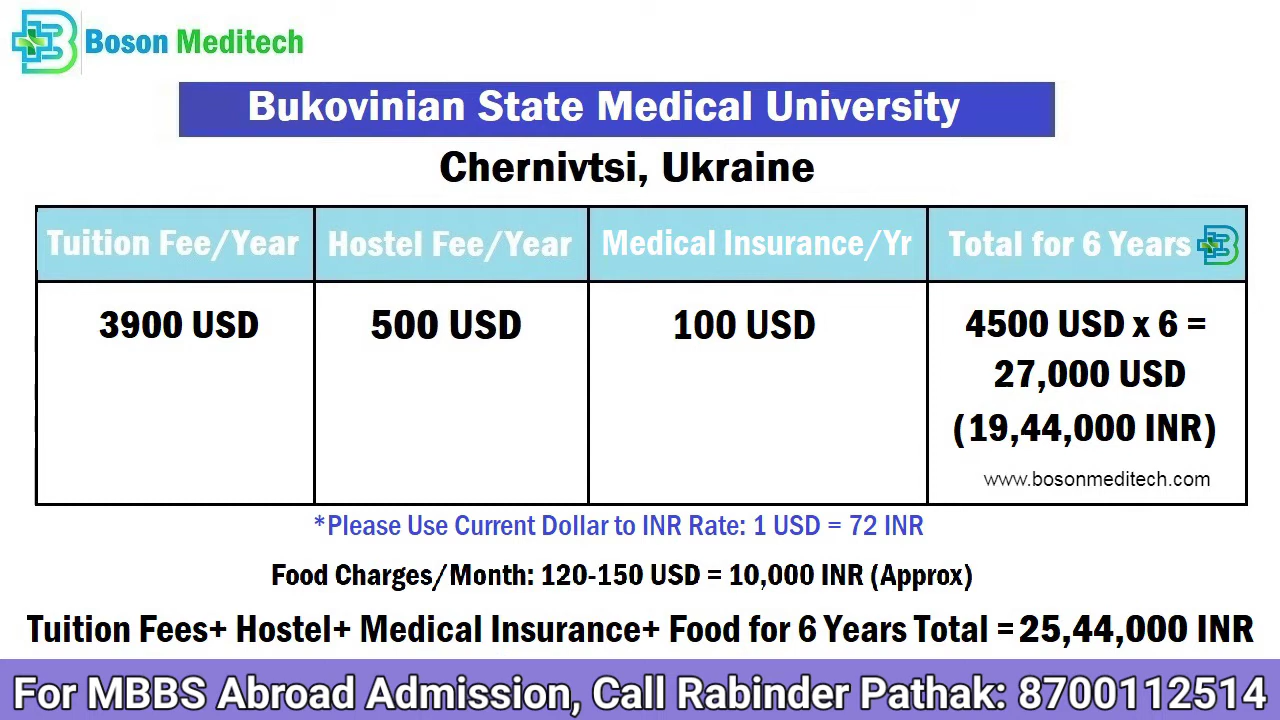 Boson Meditech
Bukovinian State Medical University
Chernivtsi, Ukraine
Tuition Fee/Year
Hostel Fee/Year
Medical Insurance/Yr
Total for 6 Years
3900 USD
500 USD
100 USD
4500 USD x 6 =
27,000 USD
(19,44,000 INR)
www.bosonmeditech.com
*Please Use Current Dollar to INR Rate: 1 USD = 72 INR
Food Charges/Month: 120-150 USD = 10,000 INR (Approx)
Tuition Fees+ Hostel+ Medical Insurance+ Food for 6 Years Total = 25,44,000 INR
For MBBS Abroad Admission, Call Rabinder Pathak: 8700112514